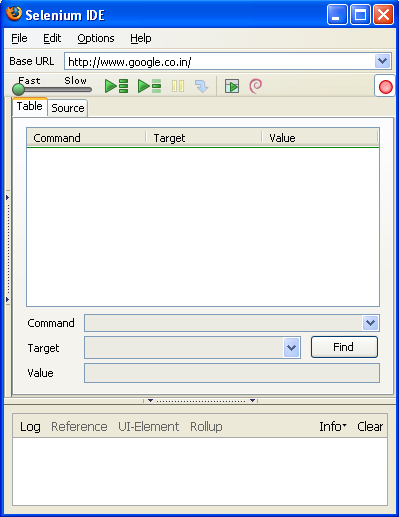 Selenium IDE
File Edit Options Help
Base URL http://www.google.co.in/
Fast Slow
Table Source
Command Target Value
Command
Target Find
Value
Log Reference UI-Element Rollup Info Clear